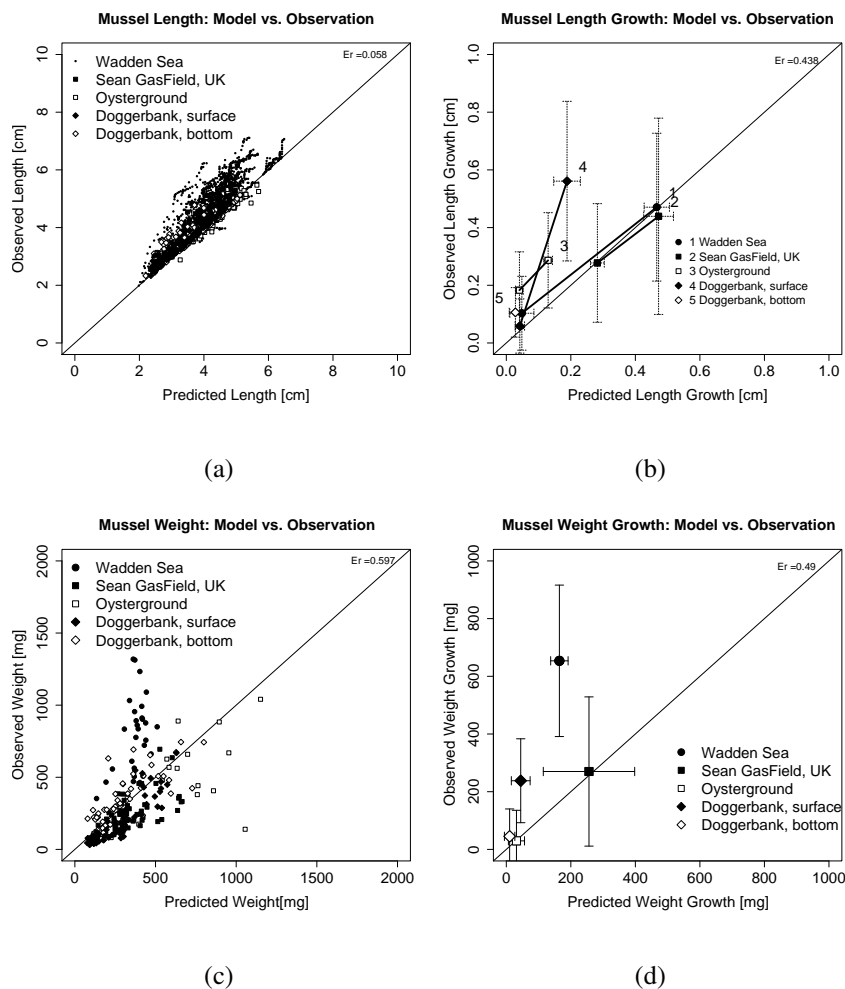 Mussel Length: Model vs. Observation
Er =0.058
Wadden Sea
Sean GasField, UK
Oysterground
Doggerbank, surface
Doggerbank, bottom
Observed Length [cm]
10
8
6
4
2
0
0 2 4 6 8 10
Predicted Length [cm]
(a)
Mussel Length Growth: Model vs. Observation
Er =0.438
Observed Length Growth [cm]
1.0
0.8
0.6
0.4
0.2
0.0
4
1
2
3
5
1 Wadden Sea
2 Sean GasField, UK
3 Oysterground
4 Doggerbank, surface
5 Doggerbank, bottom
0.0 0.2 0.4 0.6 0.8 1.0
Predicted Length Growth [cm]
(b)
Mussel Weight: Model vs. Observation
Er =0.597
Wadden Sea
Sean GasField, UK
Oysterground
Doggerbank, surface
Doggerbank, bottom
Observed Weight [mg]
2000
1500
1000
500
0
0 500 1000 1500 2000
Predicted Weight[mg]
(c)
Mussel Weight Growth: Model vs. Observation
Er =0.49
Observed Weight Growth [mg]
1000
800
600
400
200
0
Wadden Sea
Sean GasField, UK
Oysterground
Doggerbank, surface
Doggerbank, bottom
0 200 400 600 800 1000
Predicted Weight Growth [mg]
(d)